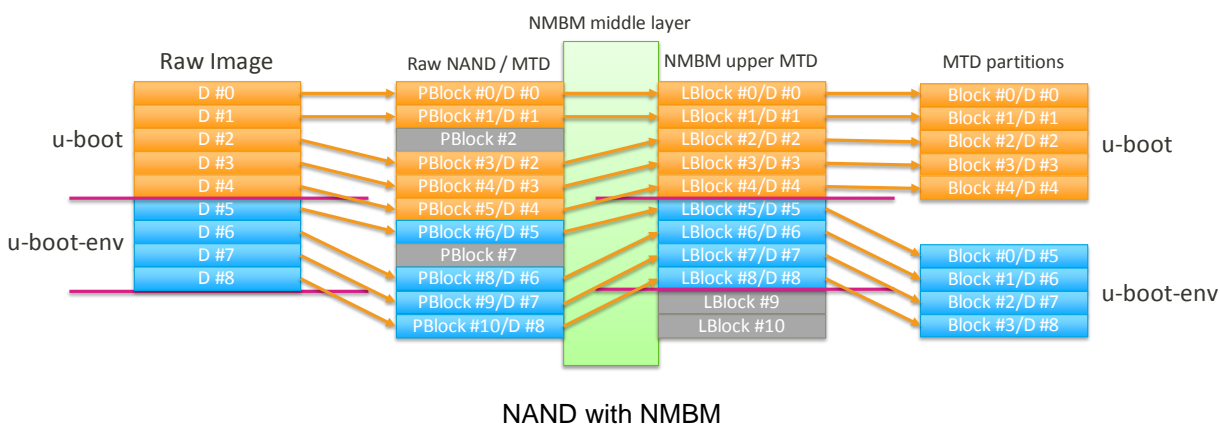 NMBM middle layer
Raw Image
Raw NAND / MTD
NMBM upper MTD
MTD partitions
D #0
PBlock #0/D #0
LBlock #0/D #0
Block #0/D #0
D #1
PBlock #1/D #1
LBlock #1/D #1
Block #1/D #1
u-boot
D #2
PBlock #2
LBlock #2/D #2
Block #2/D #2
u-boot
D #3
PBlock #3/D #2
LBlock #3/D #3
Block #3/D #3
D #4
PBlock #4/D #3
LBlock #4/D #4
Block #4/D #4
D #5
PBlock #5/D #4
LBlock #5/D #5
u-boot-env
D #6
PBlock #6/D #5
LBlock #6/D #6
D #7
PBlock #7
LBlock #7/D #7
Block #0/D #5
D #8
PBlock #8/D #6
LBlock #8/D #8
Block #1/D #6
u-boot-env
PBlock #9/D #7
LBlock #9
Block #2/D #7
PBlock #10/D #8
LBlock #10
Block #3/D #8
NAND with NMBM